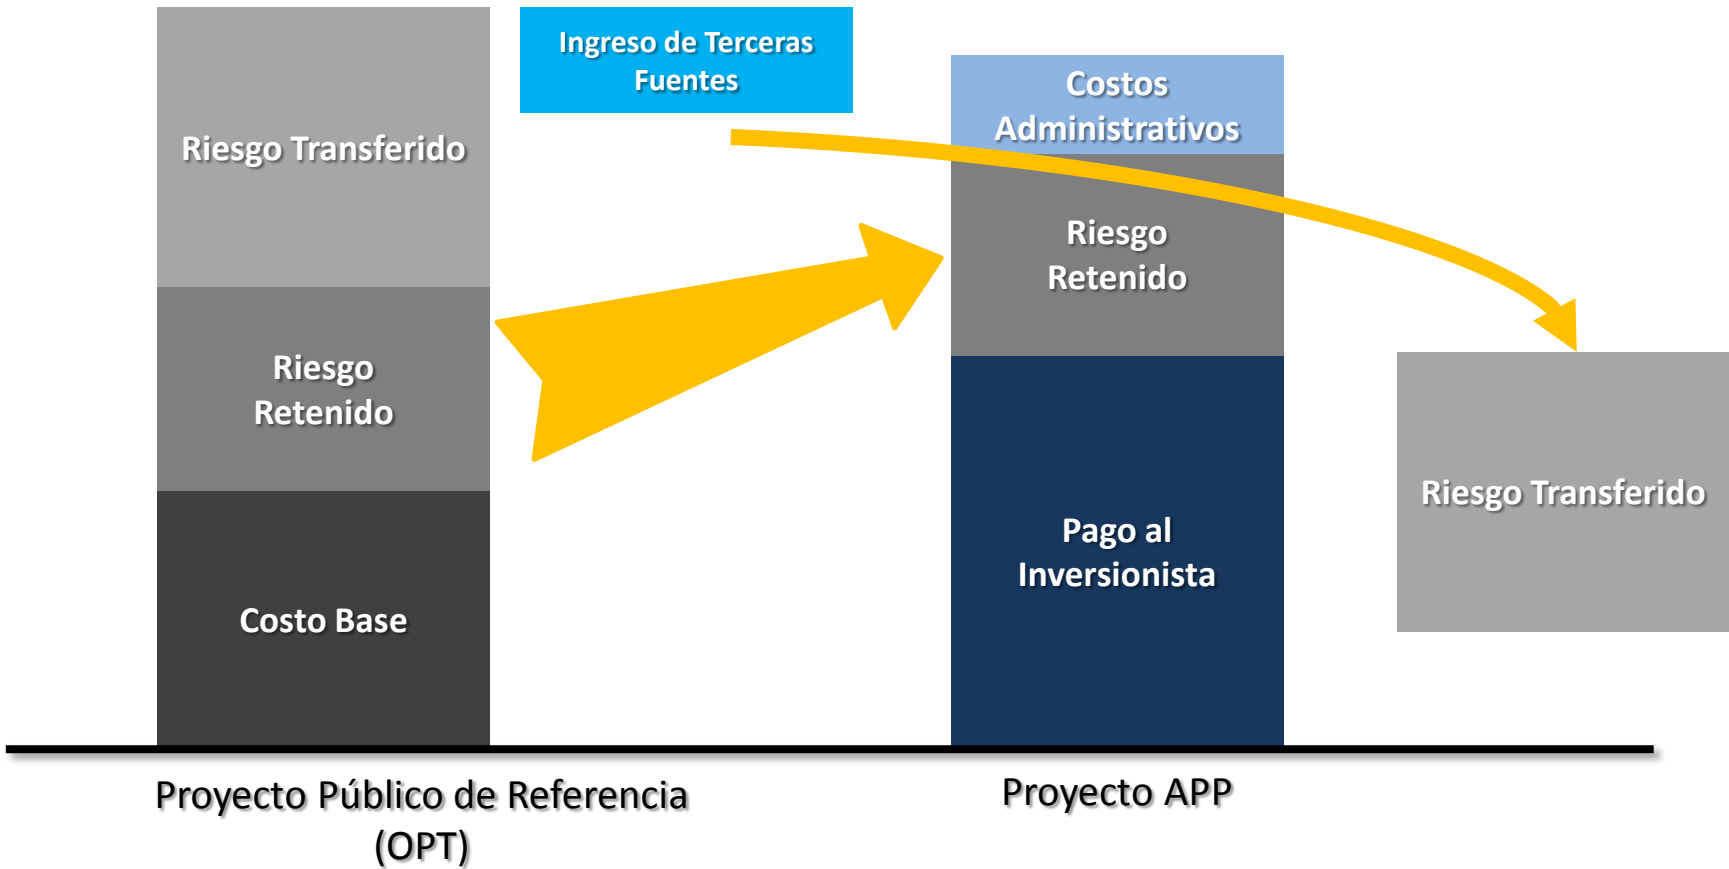 Riesgo Transferido
Riesgo
Retenido
Costo Base
Ingreso de Terceras
Fuentes
Costos
Administrativos
Riesgo
Retenido
Pago al
Inversionista
Riesgo Transferido
Proyecto Público de Referencia
(OPT)
Proyecto APP